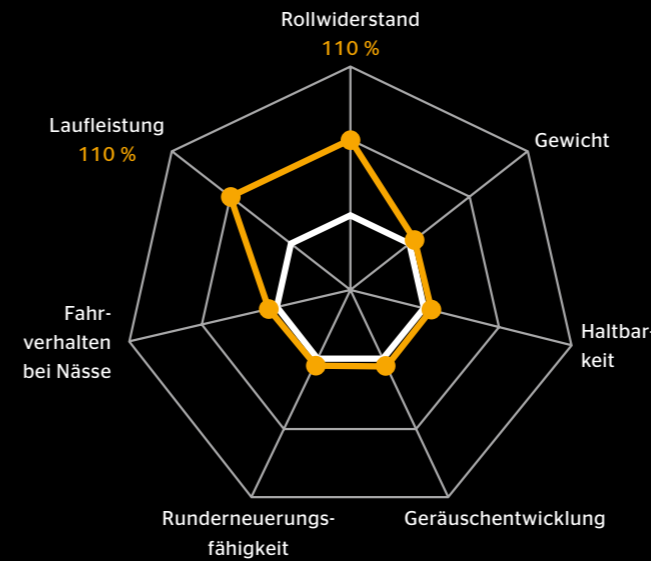 Rollwiderstand
110 %
Laufleistung
110 %
Gewicht
Fahr-
verhalten
bei Nässe
Haltbar-
keit
Runderneuerungs-
fähigkeit
Geräuschentwicklung